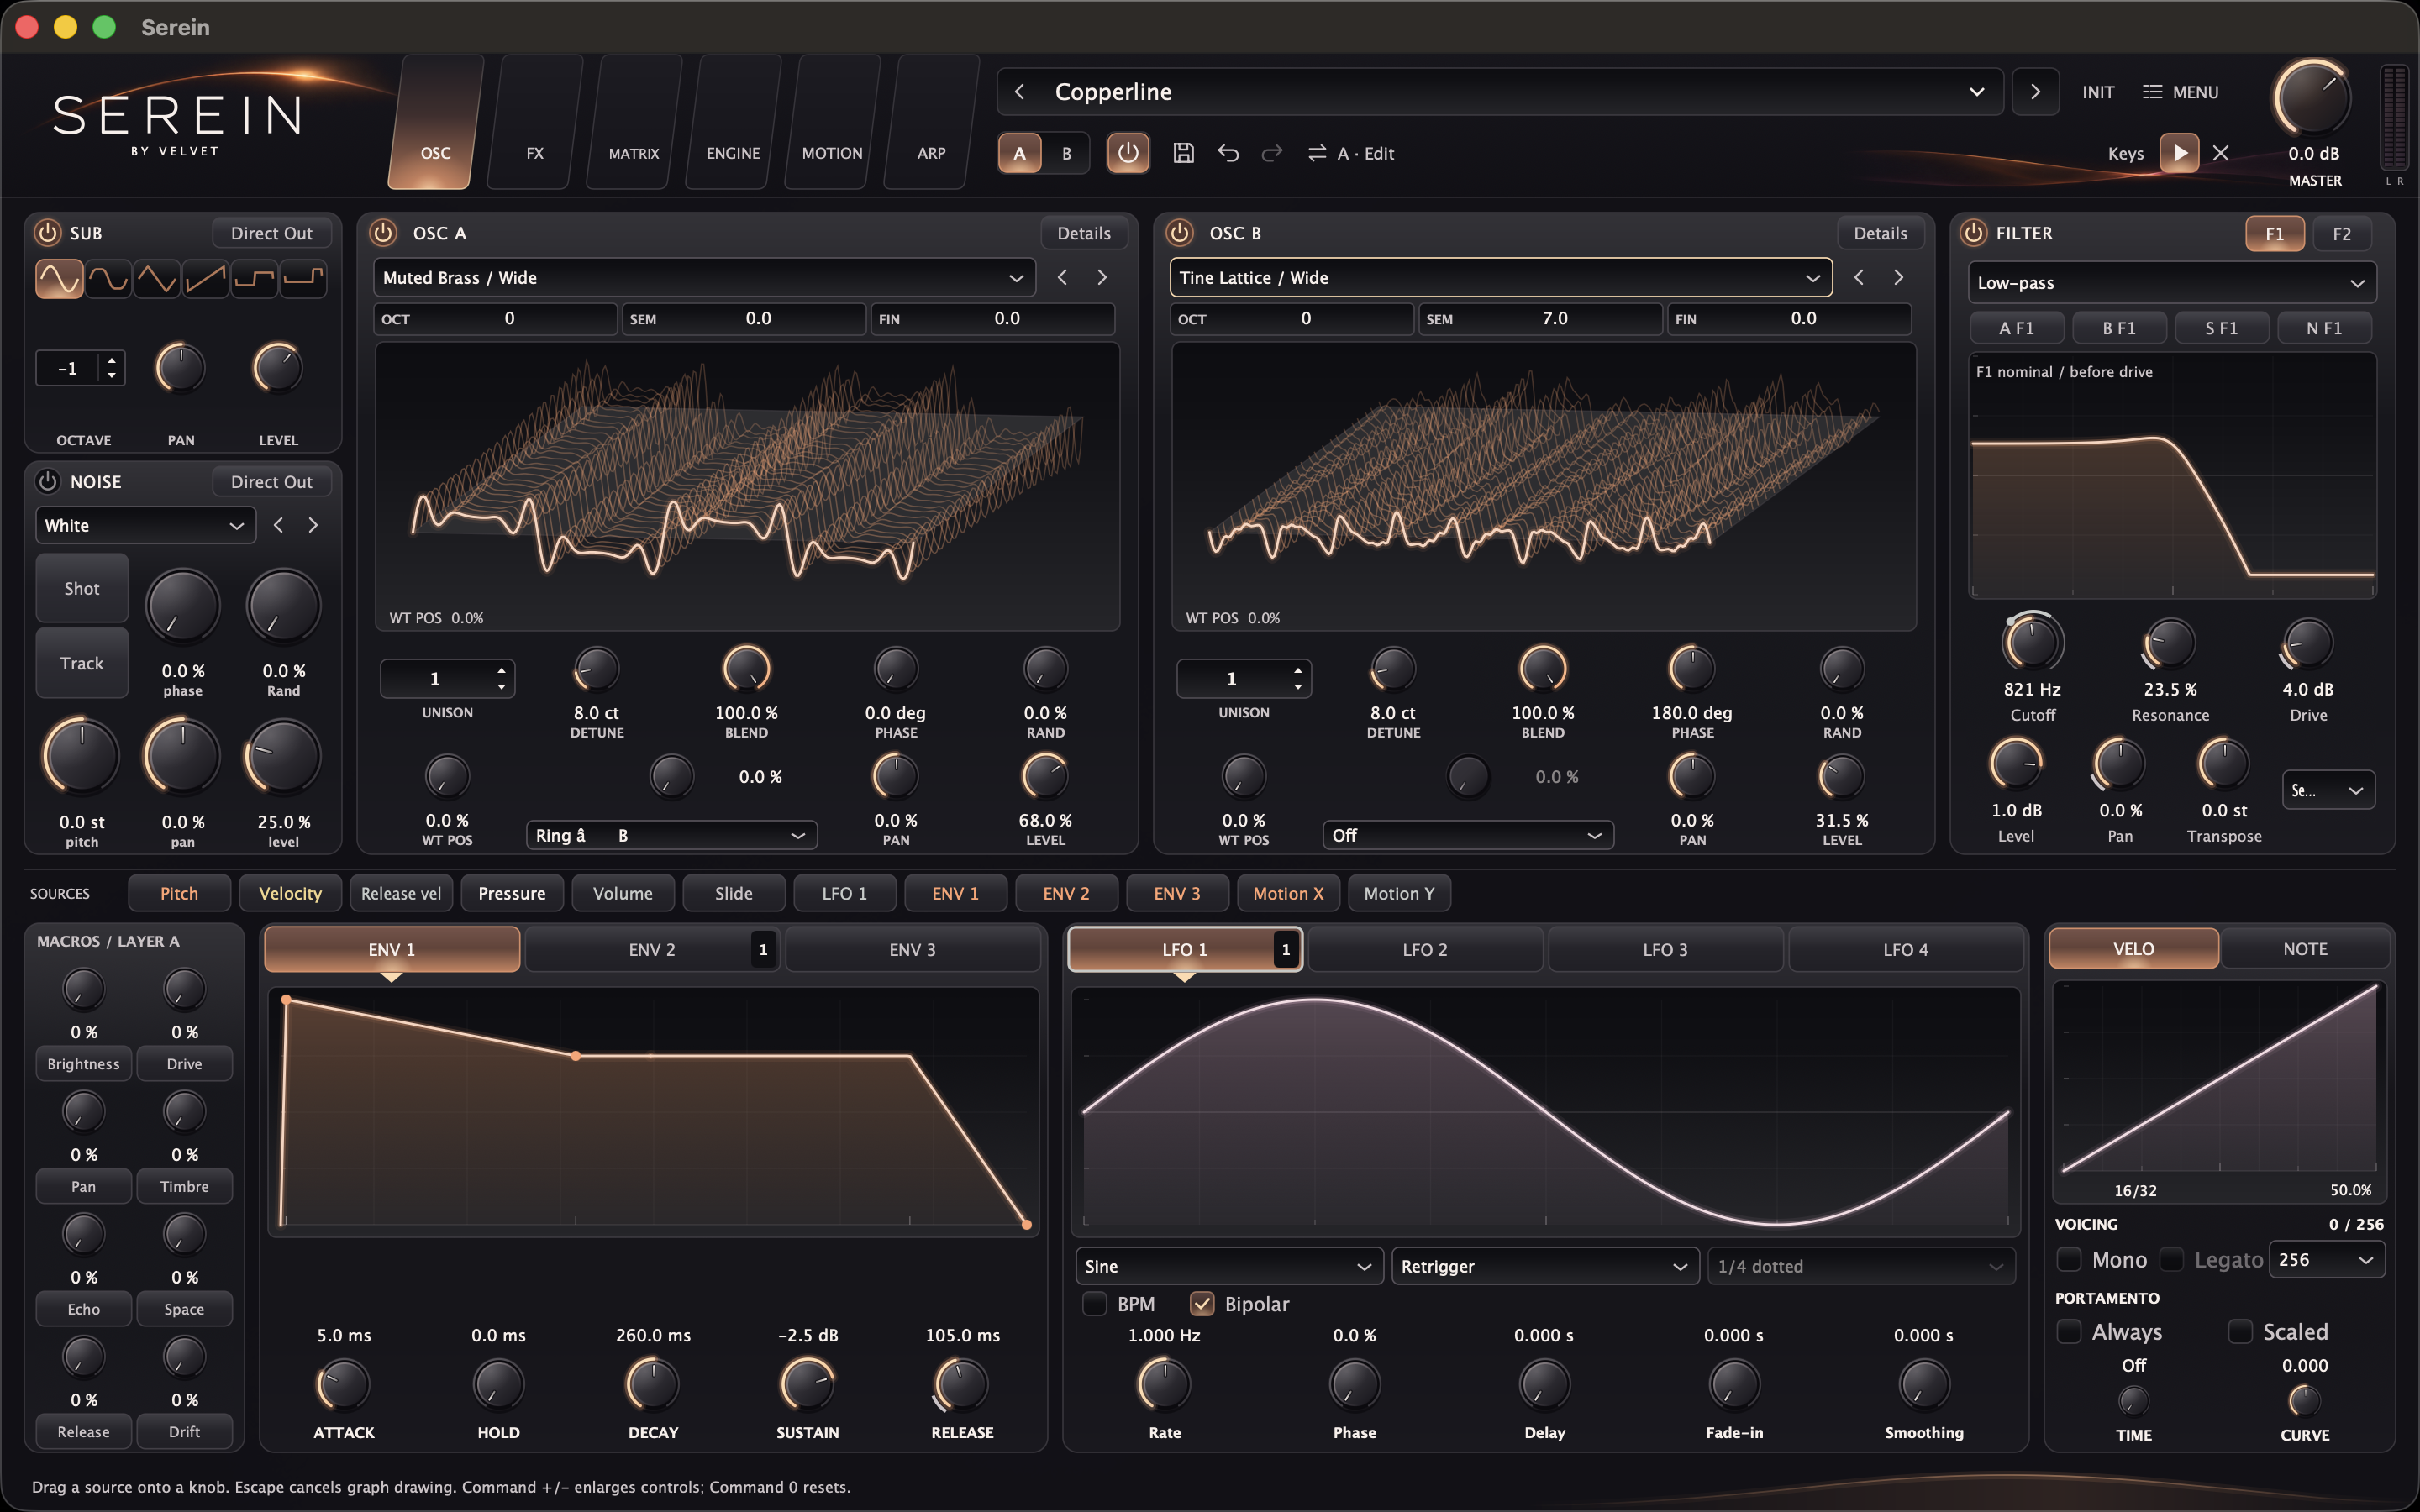 Serein
SEREIN
BY VELVET
OSC
FX
MATRIX
ENGINE
MOTION
ARP
Copperline
INIT
MENU
A
B
A · Edit
Keys
0.0 dB
MASTER
L R
SUB
Direct Out
-1
OCTAVE
PAN
LEVEL
NOISE
Direct Out
White
Shot
Track
0.0 %
phase
0.0 %
Rand
0.0 st
pitch
0.0 %
pan
25.0 %
level
OSC A
Details
Muted Brass / Wide
OCT 0
SEM 0.0
FIN 0.0
WT POS 0.0%
1
UNISON
8.0 ct
DETUNE
100.0 %
BLEND
0.0 deg
PHASE
0.0 %
RAND
0.0 %
WT POS
0.0 %
Ring â B
0.0 %
PAN
68.0 %
LEVEL
OSC B
Details
Tine Lattice / Wide
OCT 0
SEM 7.0
FIN 0.0
WT POS 0.0%
1
UNISON
8.0 ct
DETUNE
100.0 %
BLEND
180.0 deg
PHASE
0.0 %
RAND
0.0 %
WT POS
0.0 %
Off
0.0 %
PAN
31.5 %
LEVEL
FILTER
F1
F2
Low-pass
A F1
B F1
S F1
N F1
F1 nominal / before drive
821 Hz
Cutoff
23.5 %
Resonance
4.0 dB
Drive
1.0 dB
Level
0.0 %
Pan
0.0 st
Transpose
Se...
SOURCES
Pitch
Velocity
Release vel
Pressure
Volume
Slide
LFO 1
ENV 1
ENV 2
ENV 3
Motion X
Motion Y
MACROS / LAYER A
0 %
0 %
Brightness
Drive
0 %
0 %
Pan
Timbre
0 %
0 %
Echo
Space
0 %
0 %
Release
Drift
ENV 1
ENV 2 1
ENV 3
5.0 ms
ATTACK
0.0 ms
HOLD
260.0 ms
DECAY
-2.5 dB
SUSTAIN
105.0 ms
RELEASE
LFO 1 1
LFO 2
LFO 3
LFO 4
Sine
Retrigger
1/4 dotted
BPM
Bipolar
1.000 Hz
Rate
0.0 %
Phase
0.000 s
Delay
0.000 s
Fade-in
0.000 s
Smoothing
VELO
NOTE
16/32
50.0%
VOICING
0 / 256
Mono
Legato
256
PORTAMENTO
Always
Scaled
Off
TIME
0.000
CURVE
Drag a source onto a knob. Escape cancels graph drawing. Command +/- enlarges controls; Command 0 resets.